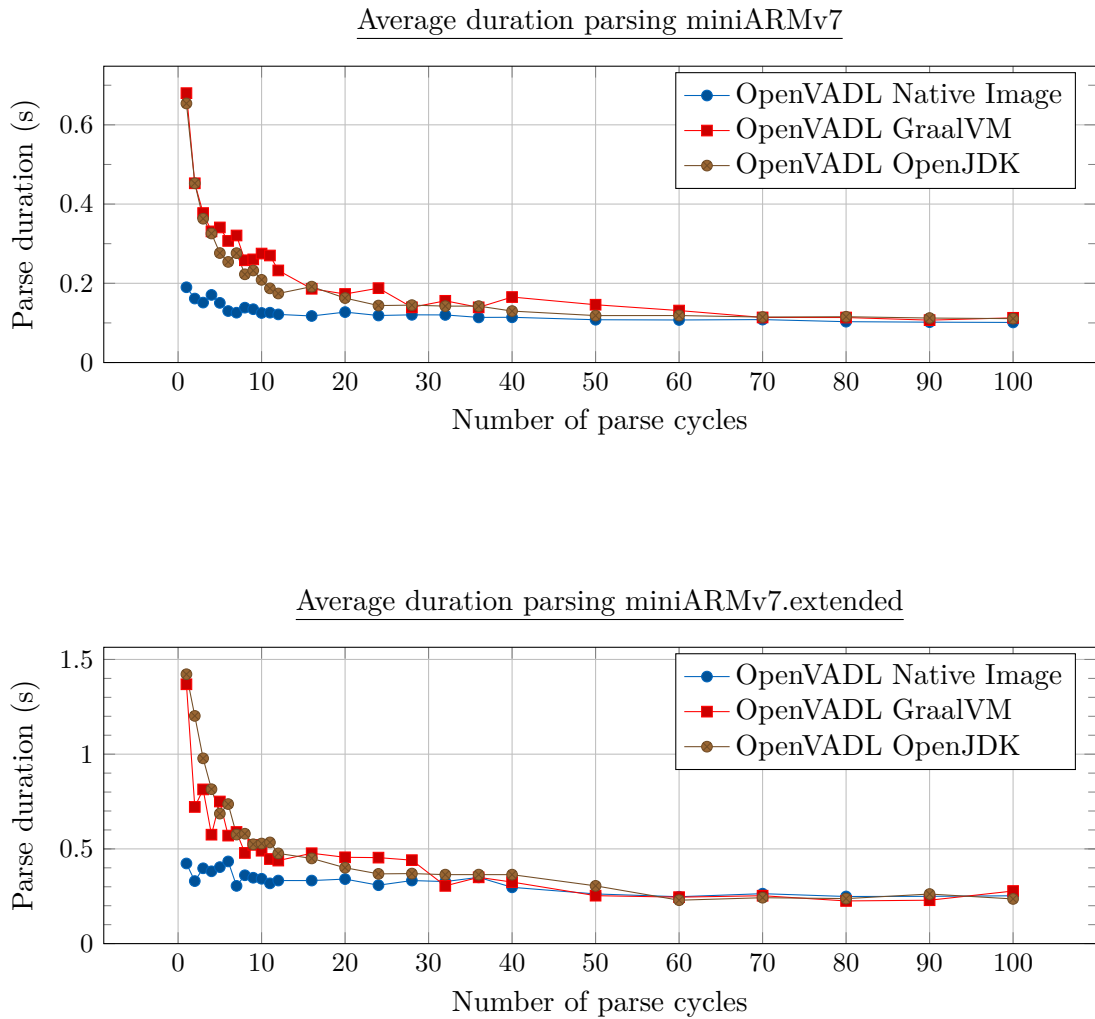 Average duration parsing miniARMv7
OpenVADL Native Image
OpenVADL GraalVM
OpenVADL OpenJDK
Parse duration (s)
0.6
0.4
0.2
0
0 10 20 30 40 50 60 70 80 90 100
Number of parse cycles
Average duration parsing miniARMv7.extended
OpenVADL Native Image
OpenVADL GraalVM
OpenVADL OpenJDK
Parse duration (s)
1.5
1
0.5
0
0 10 20 30 40 50 60 70 80 90 100
Number of parse cycles